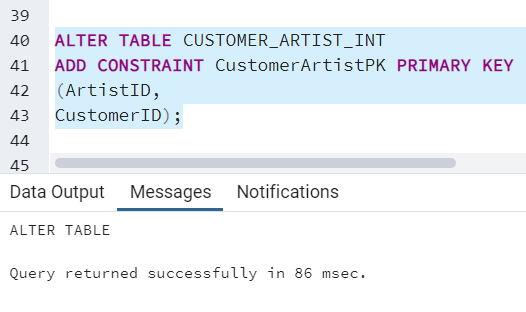 39
40 ALTER TABLE CUSTOMER_ARTIST_INT
41 ADD CONSTRAINT CustomerArtistPK PRIMARY KEY
42 (ArtistID,
43 CustomerID);
44
45
Data Output Messages Notifications
ALTER TABLE
Query returned successfully in 86 msec.